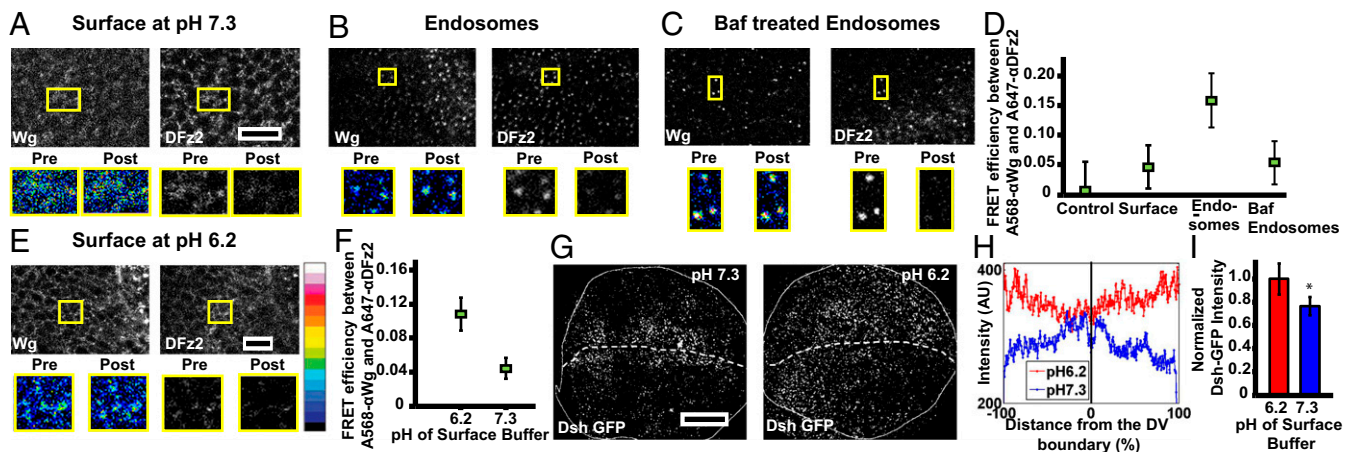 A Surface at pH 7.3
Wg
DFz2
Pre Post Pre Post
B Endosomes
Wg
DFz2
Pre Post Pre Post
C Baf treated Endosomes
Wg
DFz2
Pre Post Pre Post
D
FRET efficiency between
A568-αWg and A647-αDFz2
0.20
0.15
0.10
0.05
0
Control Surface Endo-
somes
Baf
Endosomes
E Surface at pH 6.2
Wg
DFz2
Pre Post Pre Post
F
FRET efficiency between
A568-αWg and A647-αDFz2
0.16
0.12
0.08
0.04
0
6.2 7.3
pH of Surface Buffer
G
pH 7.3
Dsh GFP
pH 6.2
Dsh GFP
H
Intensity (AU)
400
200
pH6.2
pH7.3
-100 0 100
Distance from the DV
boundary (%)
I
Normalized
Dsh-GFP Intensity
1.0
0.8
0.6
0.4
0.2
0
*
6.2 7.3
pH of Surface
Buffer